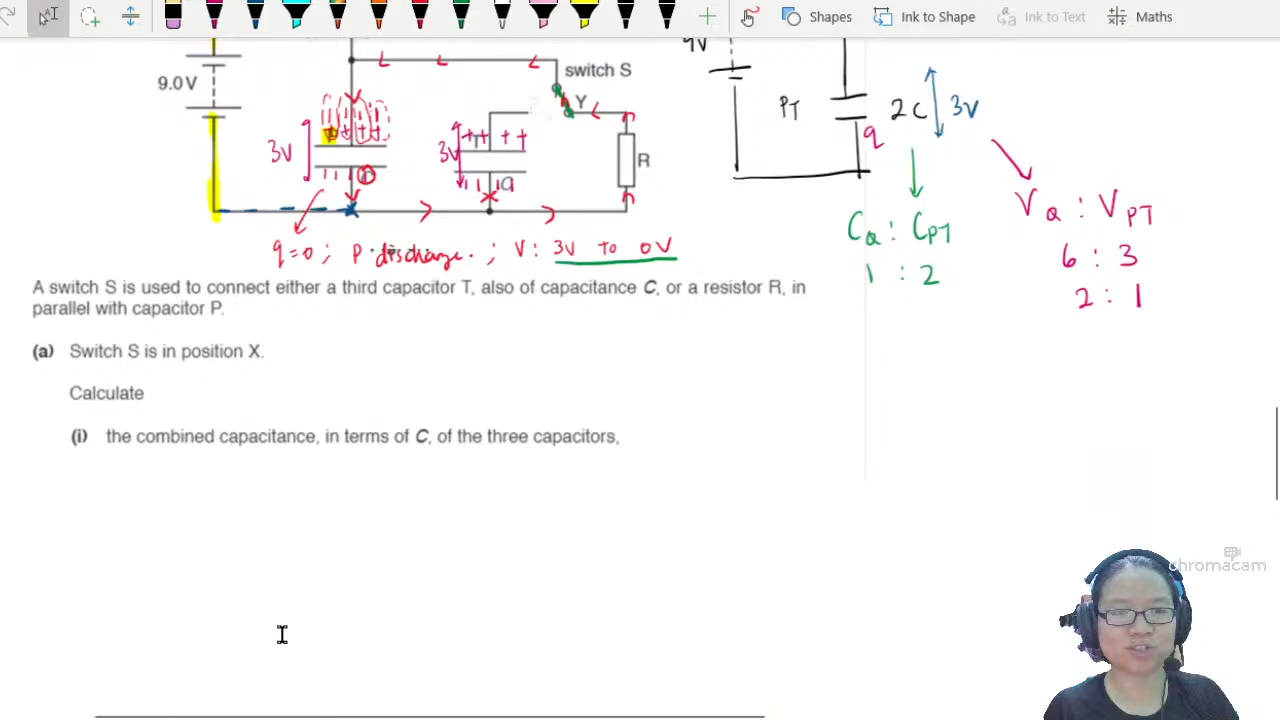 Shapes
Ink to Shape
Ink to Text
Maths
9V
9.0 V
switch S
Y
3V
3V
R
PT
2C
3V
q
q
q=0 ; P discharge. ; V: 3V TO 0V
CQ : CPT
1 : 2
VQ : VPT
6 : 3
2 : 1
A switch S is used to connect either a third capacitor T, also of capacitance C, or a resistor R, in
parallel with capacitor P.
(a) Switch S is in position X.
Calculate
(i) the combined capacitance, in terms of C, of the three capacitors,
chromacam